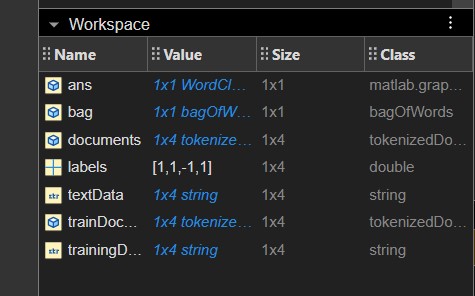 Workspace
Name Value Size Class
ans 1x1 WordCl... 1x1 matlab.grap...
bag 1x1 bagOfW... 1x1 bagOfWords
documents 1x4 tokenize... 1x4 tokenizedDo...
labels [1,1,-1,1] 1x4 double
str textData 1x4 string 1x4 string
trainDoc... 1x4 tokenize... 1x4 tokenizedDo...
str trainingD... 1x4 string 1x4 string